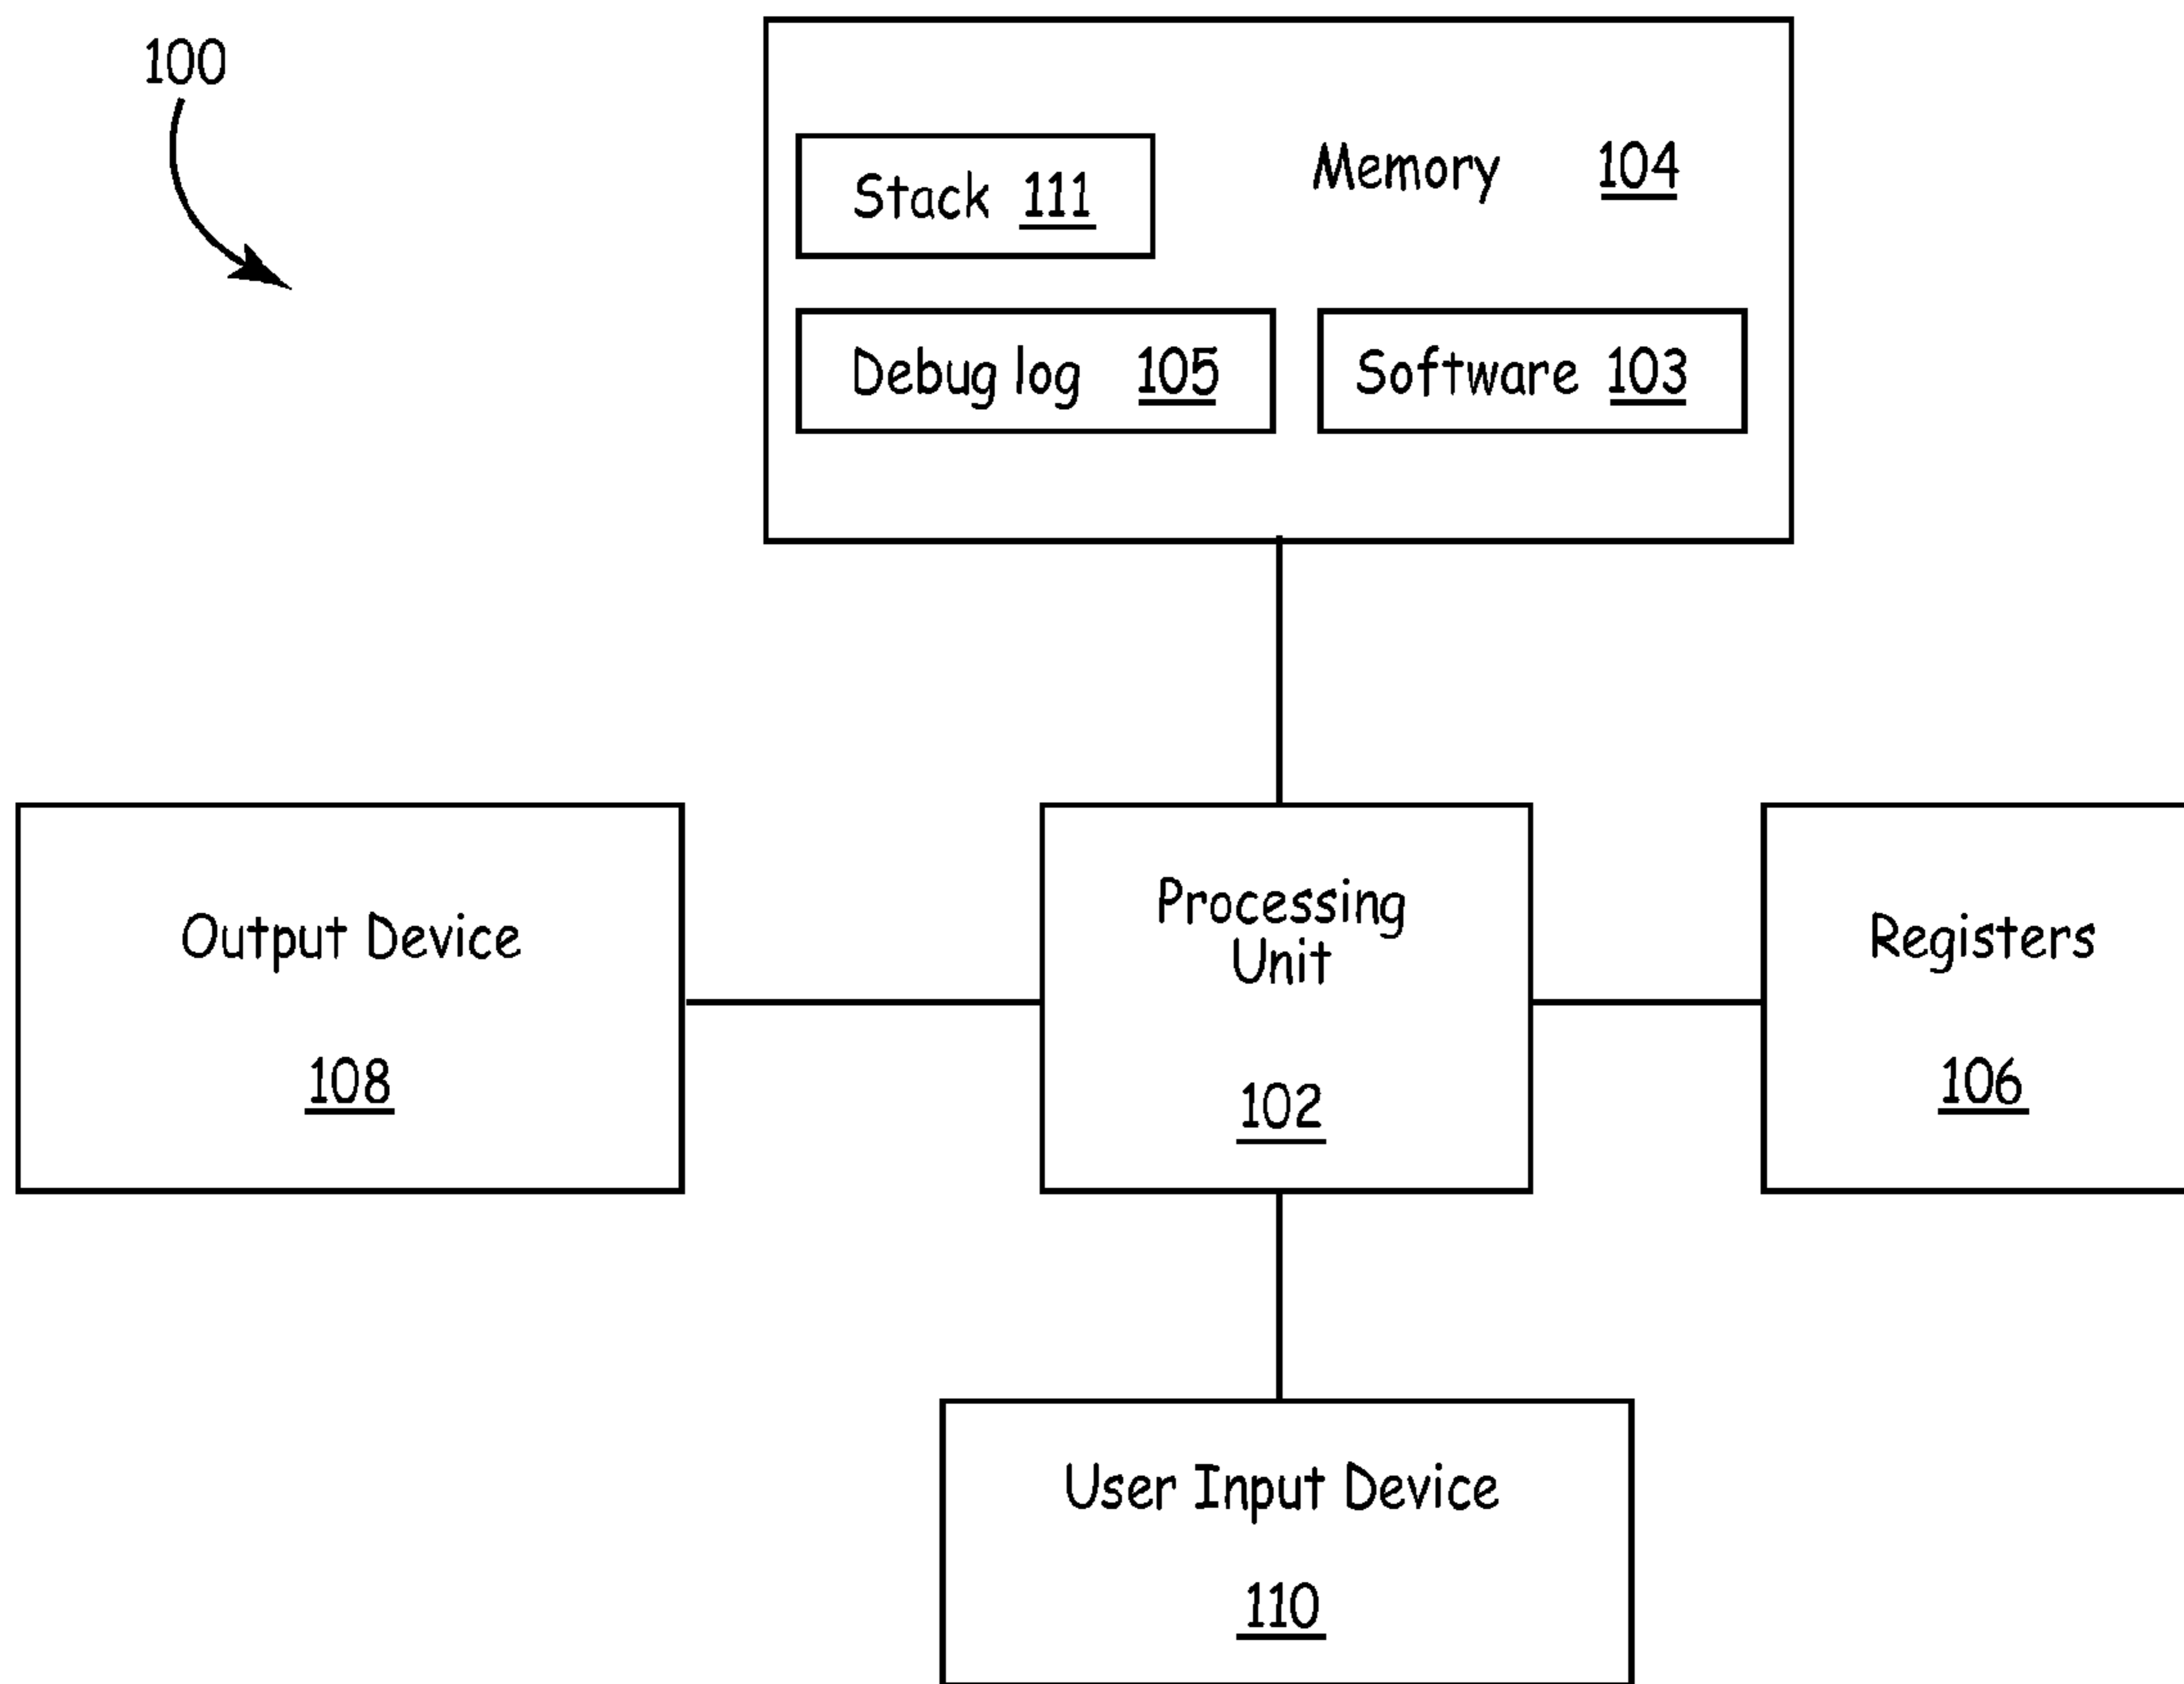 100
Memory 104
Stack 111
Debug log 105
Software 103
Output Device
108
Processing
Unit
102
Registers
106
User Input Device
110